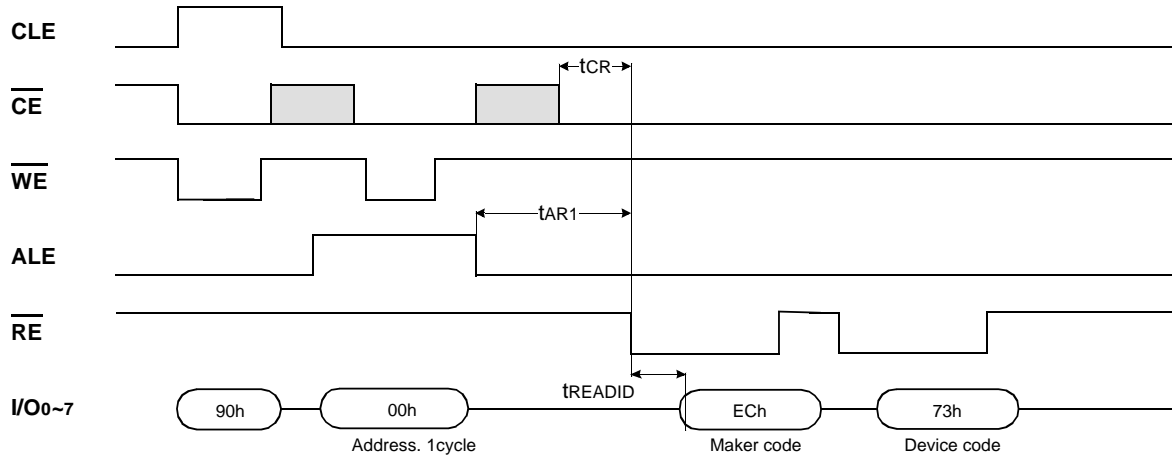 CLE
tCR
CE
WE
tAR1
ALE
RE
tREADID
I/O0~7
90h
00h
ECh
73h
Address. 1cycle
Maker code
Device code